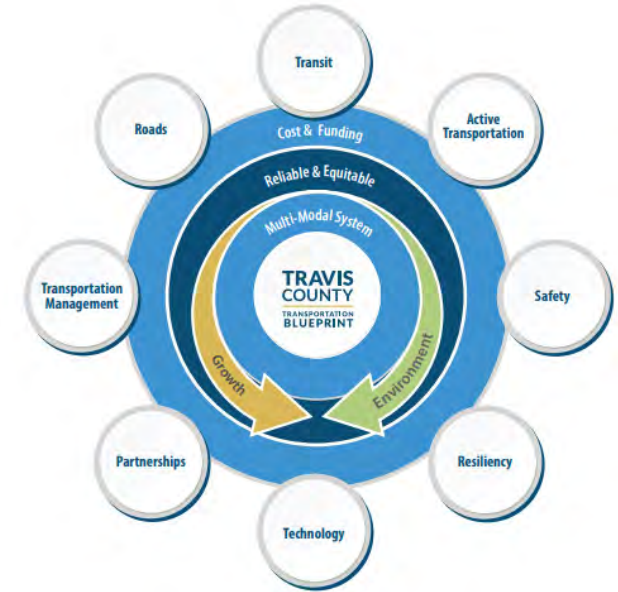 Transit
Roads
Active
Transportation
Cost & Funding
Reliable & Equitable
Multi-Modal System
TRAVIS
COUNTY
TRANSPORTATION
BLUEPRINT
Transportation
Management
Safety
Growth
Environment
Partnerships
Resiliency
Technology